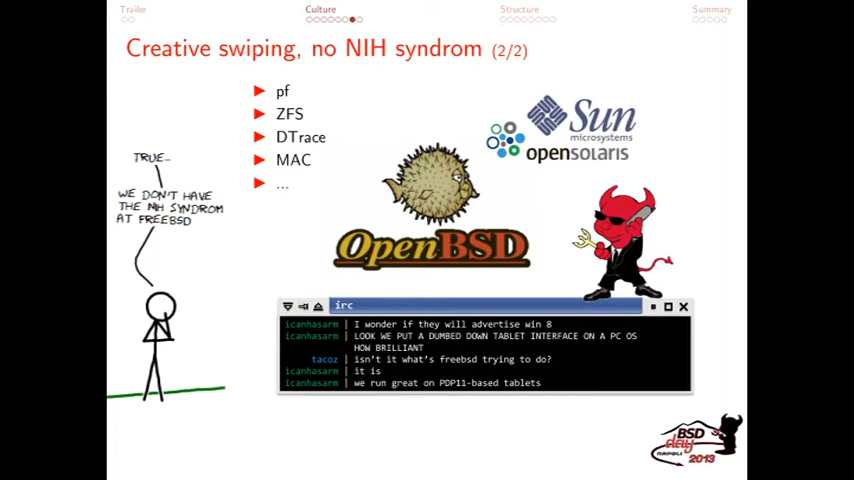 Trailer
Culture
Structure
Summary
Creative swiping, no NIH syndrom (2/2)
pf
ZFS
DTrace
MAC
...
Sun
microsystems
opensolaris
OpenBSD
TRUE-
WE DON'T HAVE
THE NIH SYNDROM
AT FREEBSD
irc
icanhasarm | I wonder if they will advertise win 8
icanhasarm | LOOK WE PUT A DUMBED DOWN TABLET INTERFACE ON A PC OS
HOW BRILLIANT
tacoz | isn't it what's freebsd trying to do?
icanhasarm | it is
icanhasarm | we run great on PDP11-based tablets
BSD
day
NAPOLI
2013